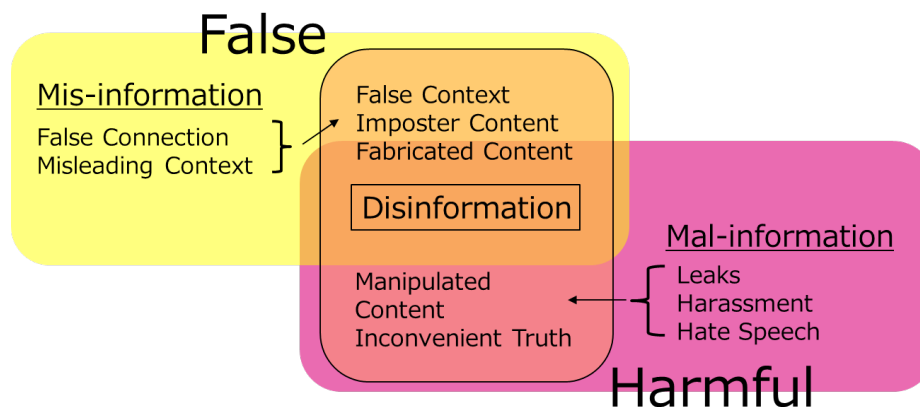 False
Mis-information
False Connection
Misleading Context
False Context
Imposter Content
Fabricated Content
Disinformation
Manipulated
Content
Inconvenient Truth
Mal-information
Leaks
Harassment
Hate Speech
Harmful